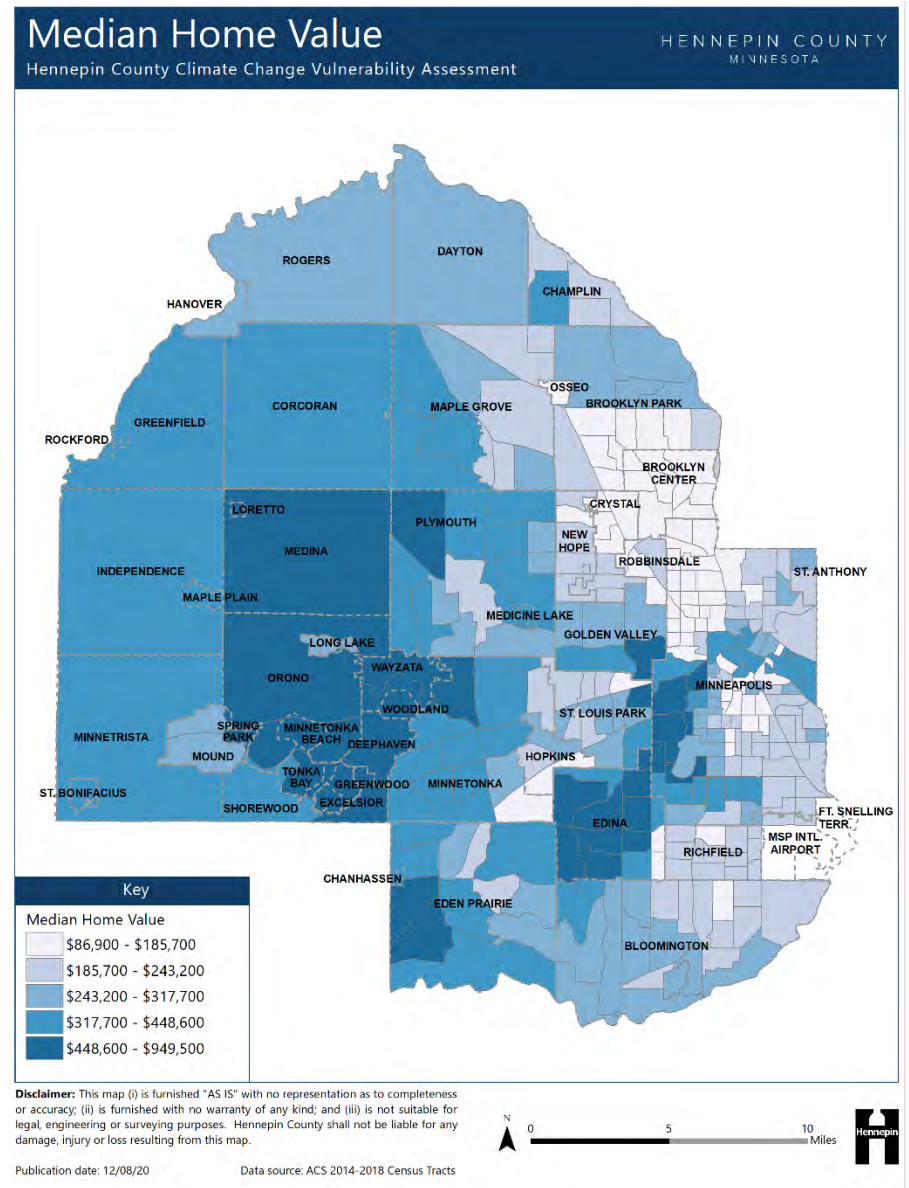 Median Home Value
Hennepin County Climate Change Vulnerability Assessment
HENNEPIN COUNTY
MINNESOTA
ROGERS
DAYTON
HANOVER
CHAMPLIN
OSSEO
BROOKLYN PARK
CORCORAN
MAPLE GROVE
GREENFIELD
ROCKFORD
BROOKLYN
CENTER
LORETTO
CRYSTAL
PLYMOUTH
NEW
HOPE
MEDINA
ROBBINSDALE
INDEPENDENCE
ST. ANTHONY
MAPLE PLAIN
MEDICINE LAKE
GOLDEN VALLEY
LONG LAKE
WAYZATA
ORONO
MINNEAPOLIS
WOODLAND
ST. LOUIS PARK
MINNETRISTA
SPRING
PARK
MINNETONKA
BEACH
DEEPHAVEN
MOUND
HOPKINS
TONKA
BAY
GREENWOOD
MINNETONKA
ST. BONIFACIUS
EXCELSIOR
SHOREWOOD
EDINA
FT. SNELLING
TERR.
MSP INTL.
AIRPORT
RICHFIELD
CHANHASSEN
EDEN PRAIRIE
BLOOMINGTON
Key
Median Home Value
$86,900 - $185,700
$185,700 - $243,200
$243,200 - $317,700
$317,700 - $448,600
$448,600 - $949,500
Disclaimer: This map (i) is furnished "AS IS" with no representation as to completeness
or accuracy; (ii) is furnished with no warranty of any kind; and (iii) is not suitable for
legal, engineering or surveying purposes. Hennepin County shall not be liable for any
damage, injury or loss resulting from this map.
Publication date: 12/08/20
Data source: ACS 2014-2018 Census Tracts
N
0 5 10
Miles
Hennepin